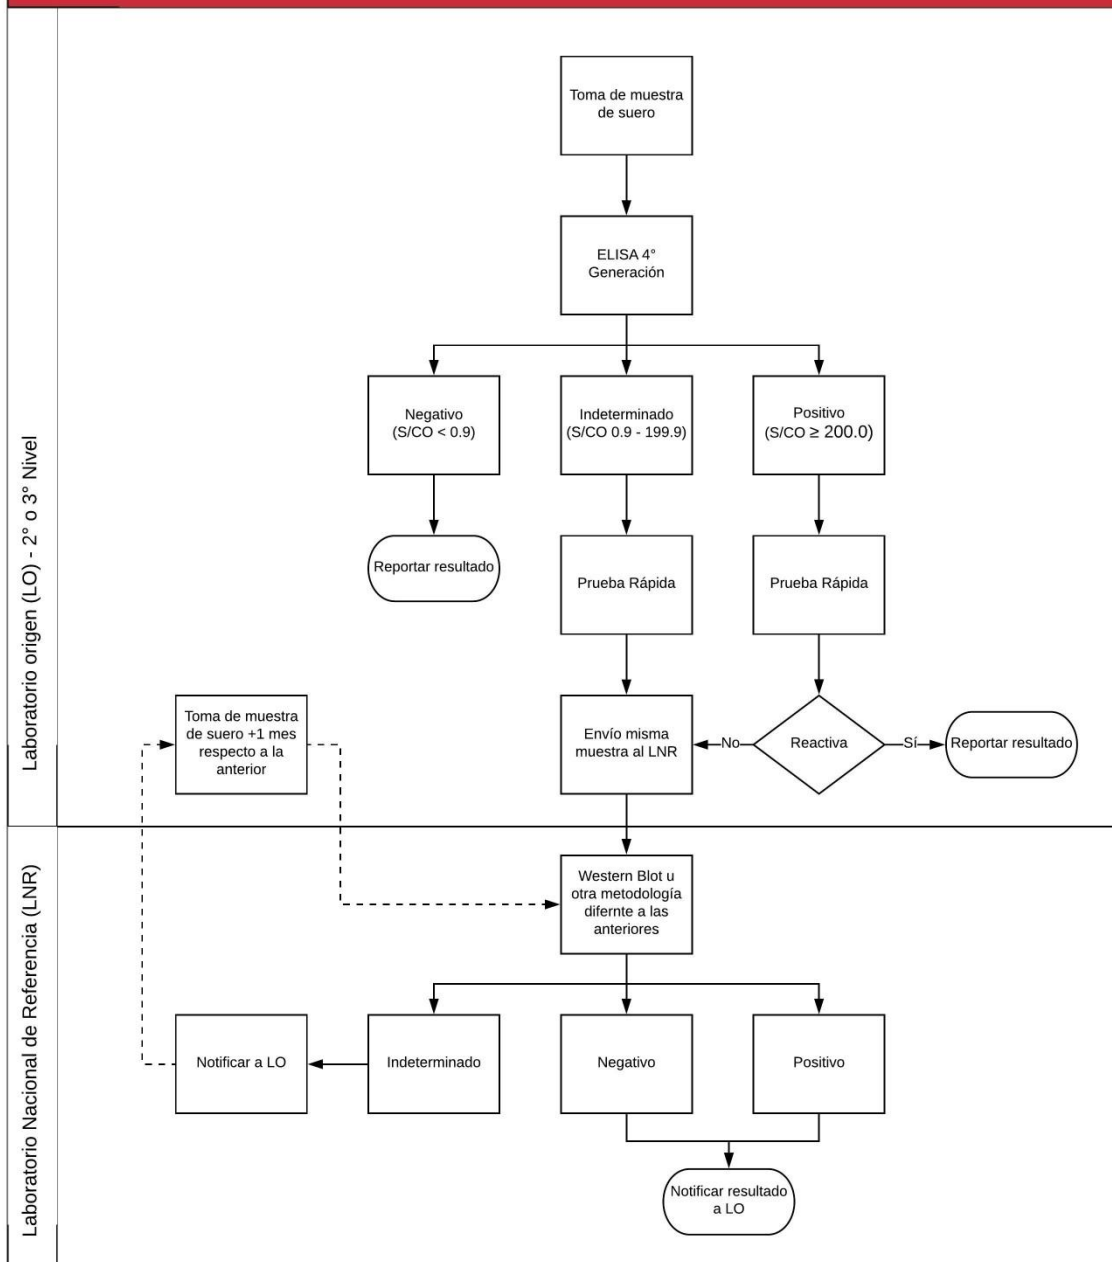 Laboratorio origen (LO) - 2° o 3° Nivel
Toma de muestra
de suero
ELISA 4°
Generación
Negativo
(S/CO < 0.9)
Indeterminado
(S/CO 0.9 - 199.9)
Positivo
(S/CO ≥ 200.0)
Reportar resultado
Prueba Rápida
Prueba Rápida
Toma de muestra
de suero +1 mes
respecto a la
anterior
Envío misma
muestra al LNR
No
Reactiva
Sí
Reportar resultado
Laboratorio Nacional de Referencia (LNR)
Western Blot u
otra metodología
difernte a las
anteriores
Notificar a LO
Indeterminado
Negativo
Positivo
Notificar resultado
a LO